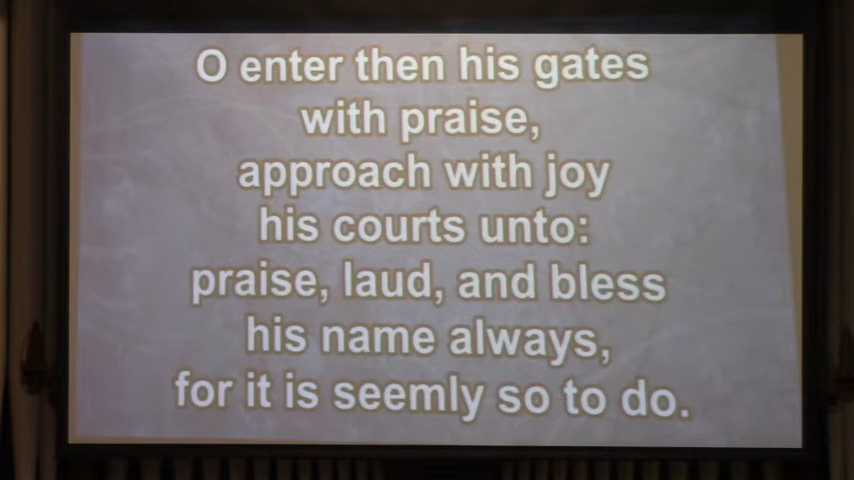 O enter then his gates
with praise,
approach with joy
his courts unto:
praise, laud, and bless
his name always,
for it is seemly so to do.